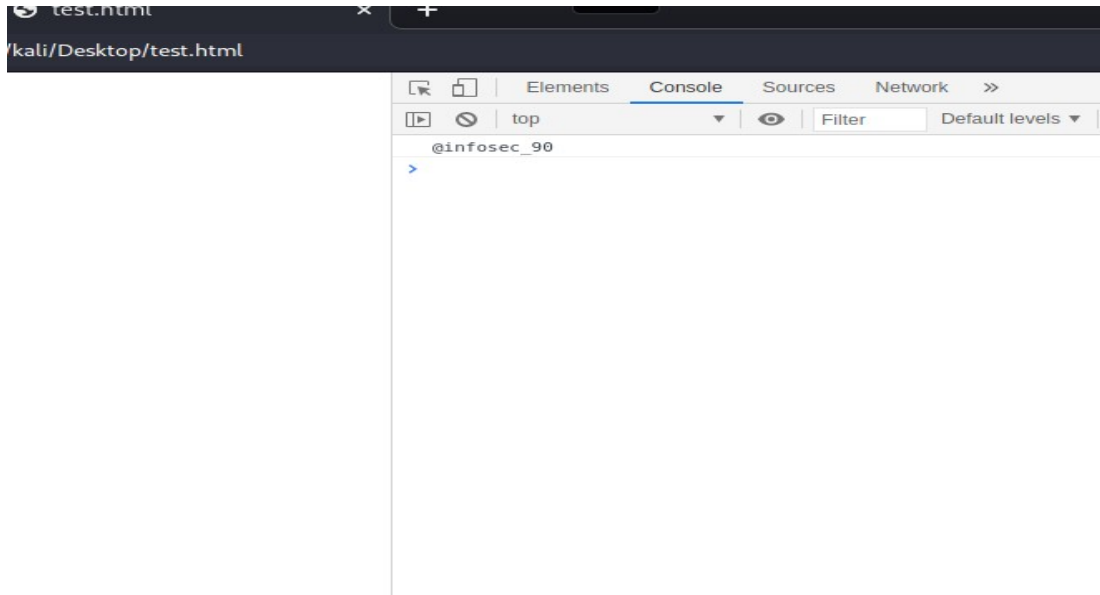 test.html
/kali/Desktop/test.html
Elements Console Sources Network »
top Filter Default levels
@infosec_90
>